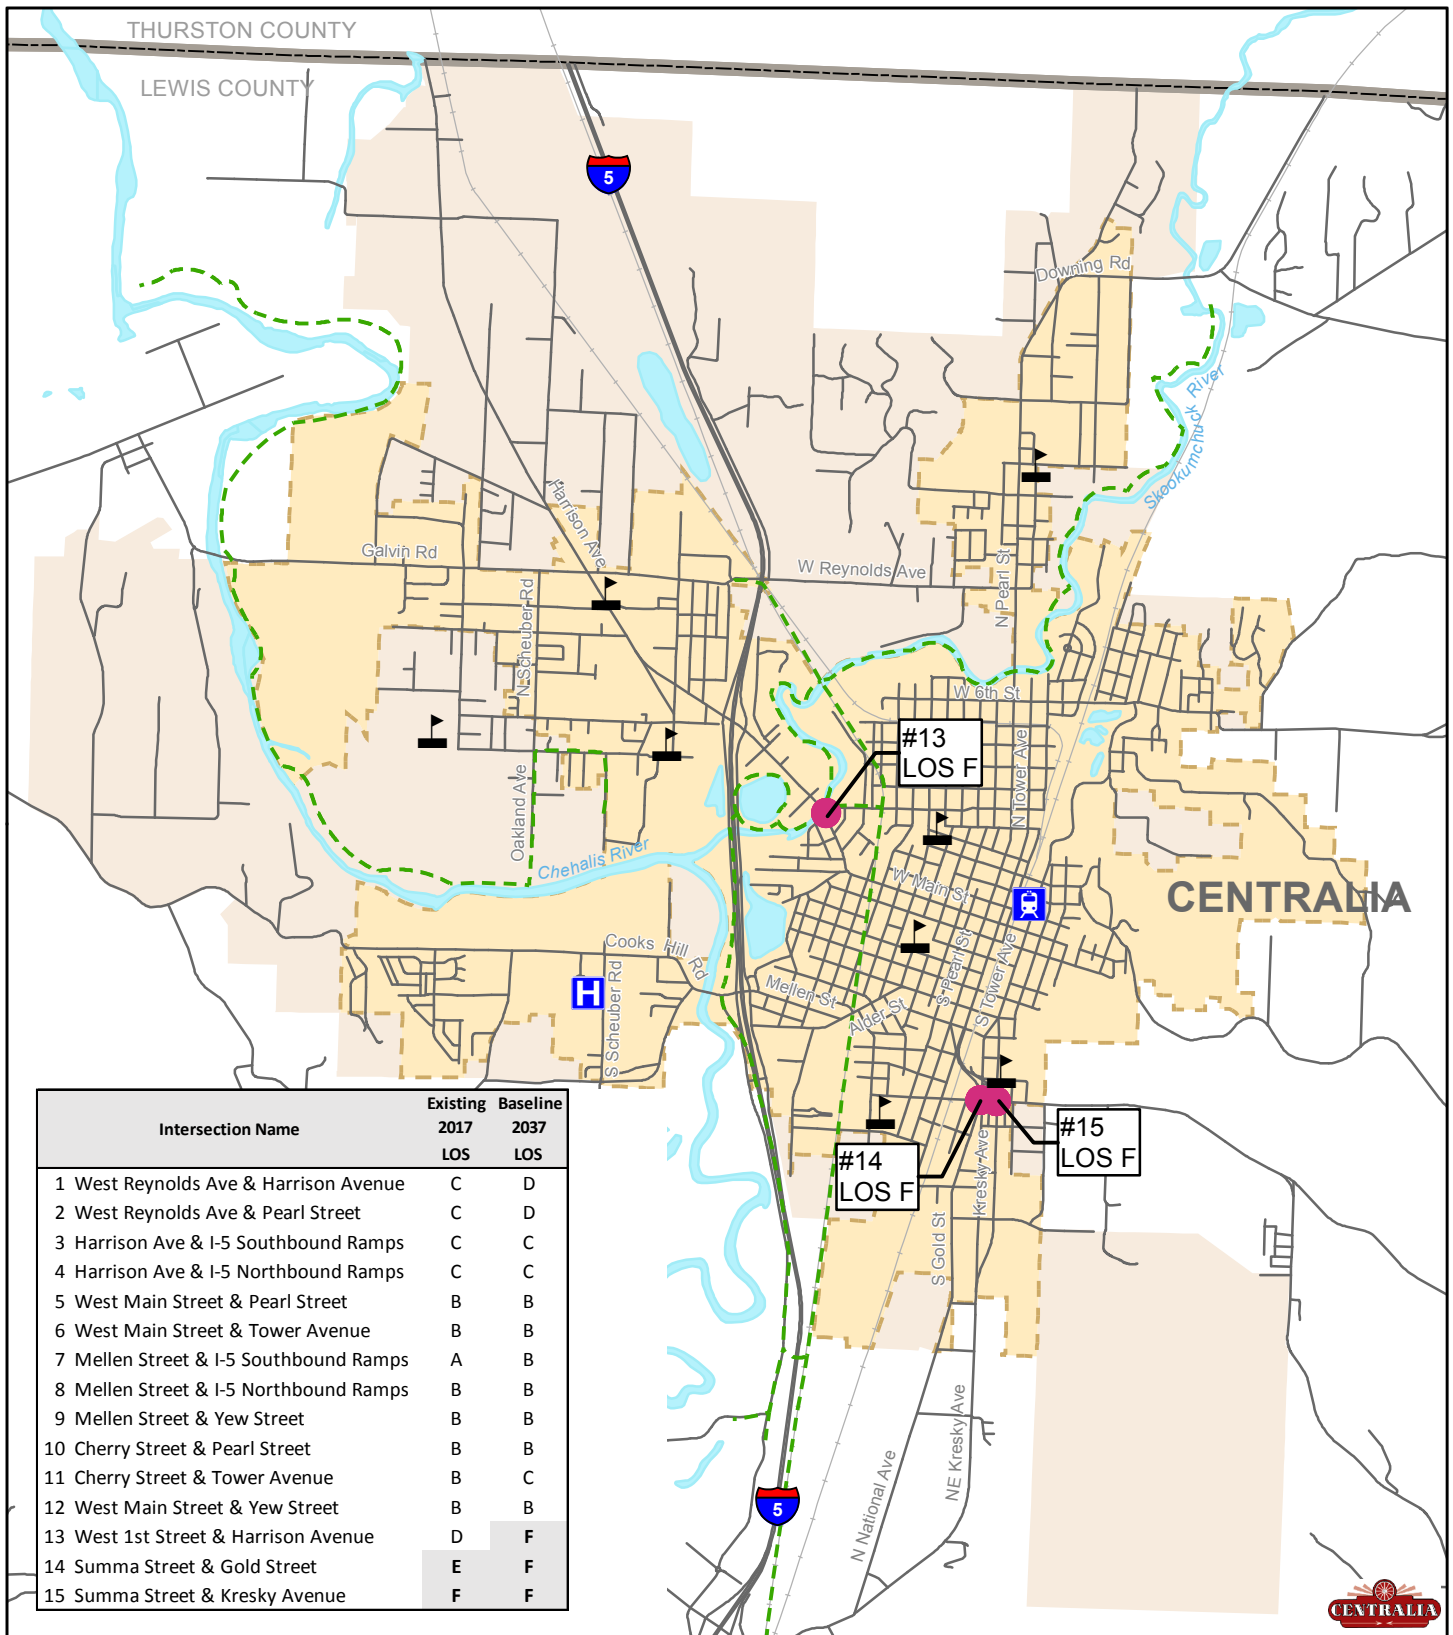 THURSTON COUNTY
LEWIS COUNTY
5
Downing Rd
Skookumchuck River
Harrison Ave
Galvin Rd
W Reynolds Ave
N Pearl St
N Scheuber Rd
W 6th St
#13
LOS F
N Tower Ave
Oakland Ave
Chehalis River
W Main St
CENTRALIA
Cooks Hill Rd
S Pearl St
S Tower Ave
H
Mellen St
Alder St
S Scheuber Rd
#15
LOS F
#14
LOS F
Kresky Ave
S Gold St
NE Kresky Ave
N National Ave
5
Intersection Name Existing 2017 LOS Baseline 2037 LOS
1 West Reynolds Ave & Harrison Avenue C D
2 West Reynolds Ave & Pearl Street C D
3 Harrison Ave & I-5 Southbound Ramps C C
4 Harrison Ave & I-5 Northbound Ramps C C
5 West Main Street & Pearl Street B B
6 West Main Street & Tower Avenue B B
7 Mellen Street & I-5 Southbound Ramps A B
8 Mellen Street & I-5 Northbound Ramps B B
9 Mellen Street & Yew Street B B
10 Cherry Street & Pearl Street B B
11 Cherry Street & Tower Avenue B C
12 West Main Street & Yew Street B B
13 West 1st Street & Harrison Avenue D F
14 Summa Street & Gold Street E F
15 Summa Street & Kresky Avenue F F
CENTRALIA